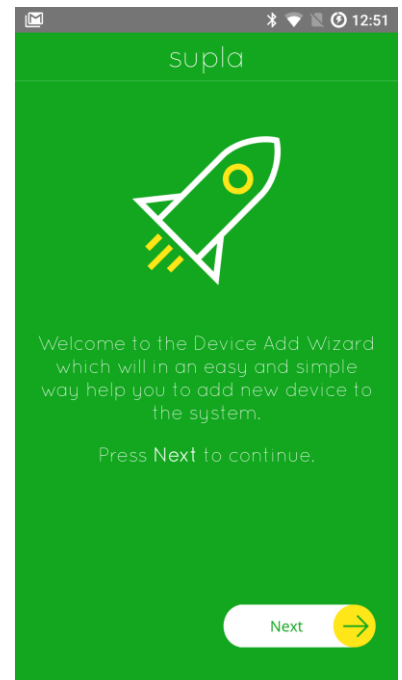 12:51
supla
Welcome to the Device Add Wizard
which will in an easy and simple
way help you to add new device to
the system.
Press Next to continue.
Next